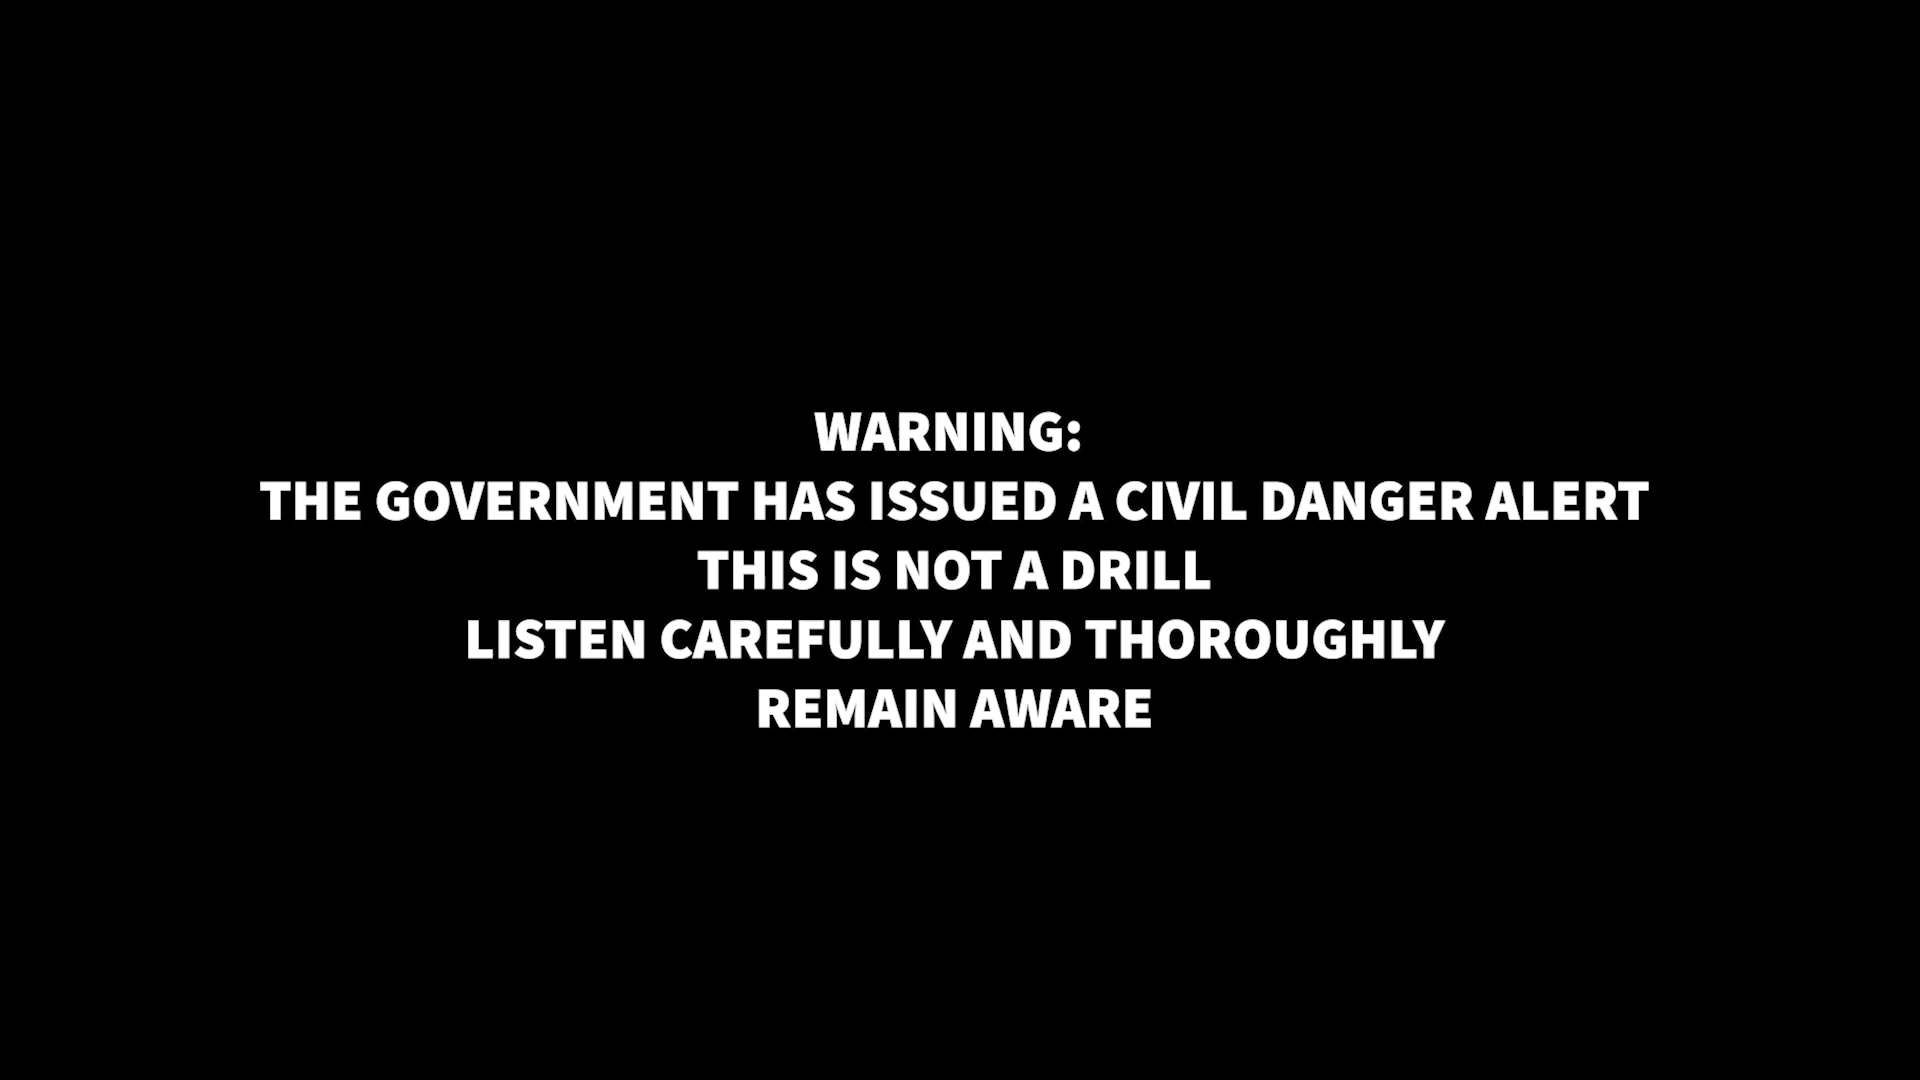 WARNING:
THE GOVERNMENT HAS ISSUED A CIVIL DANGER ALERT
THIS IS NOT A DRILL
LISTEN CAREFULLY AND THOROUGHLY
REMAIN AWARE